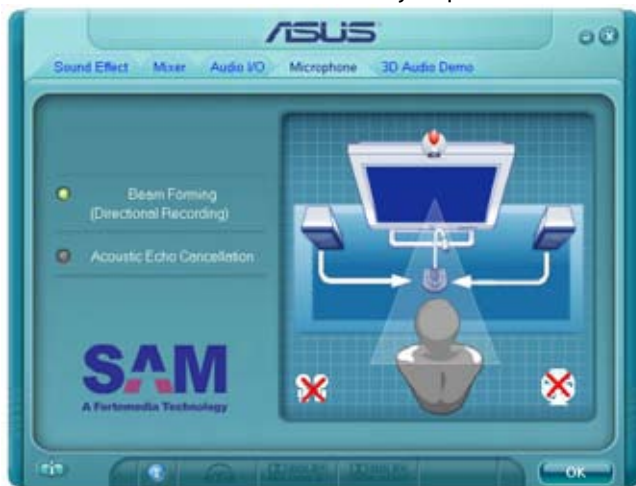 ASUS
Sound Effect Mixer Audio I/O Microphone 3D Audio Demo
Beam Forming
(Directional Recording)
Acoustic Echo Cancellation
SAM
A Fortemedia Technology
OK